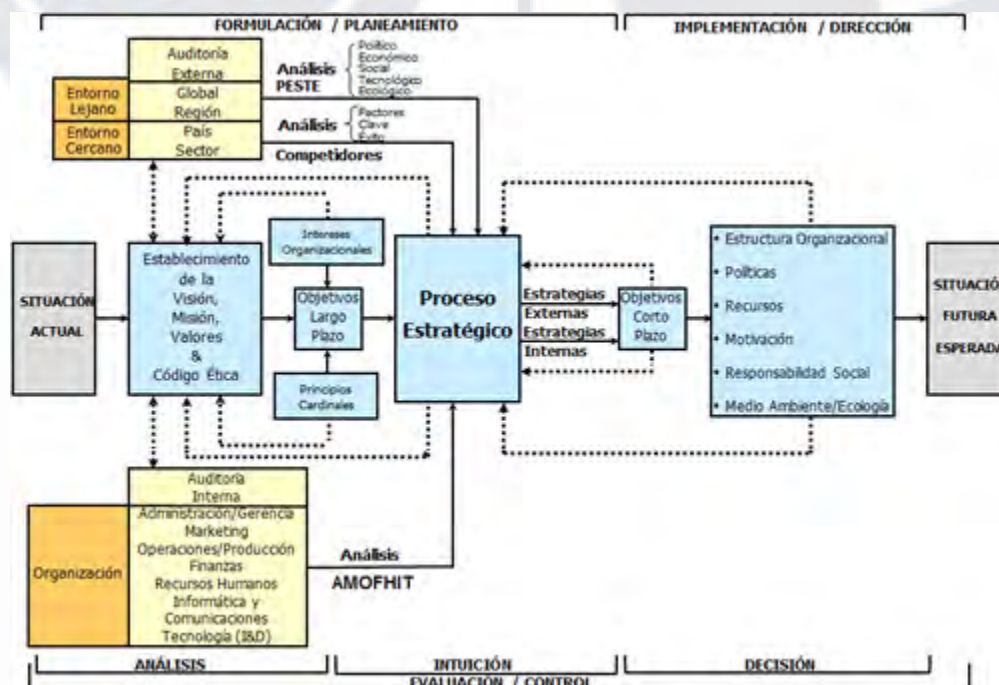 FORMULACIÓN / PLANEAMIENTO
IMPLEMENTACIÓN / DIRECCIÓN
Auditoría
Externa
Entorno
Lejano
Global
Región
Entorno
Cercano
País
Sector
Análisis
PESTE
Político
Económico
Social
Tecnológico
Ecológico
Análisis
Competidores
Factores
Clave
Éxito
SITUACIÓN
ACTUAL
Establecimiento
de la
Visión,
Misión,
Valores
&
Código Ética
Intereses
Organizacionales
Objetivos
Largo
Plazo
Principios
Cardinales
Proceso
Estratégico
Estrategias
Externas
Estrategias
Internas
Objetivos
Corto
Plazo
• Estructura Organizacional
• Políticas
• Recursos
• Motivación
• Responsabilidad Social
• Medio Ambiente/Ecología
SITUACIÓN
FUTURA
ESPERADA
Auditoría
Interna
Organización
Administración/Gerencia
Marketing
Operaciones/Producción
Finanzas
Recursos Humanos
Informática y
Comunicaciones
Tecnología (I&D)
Análisis
AMOFHIT
ANÁLISIS
INTUICIÓN
DECISIÓN
EVALUACIÓN / CONTROL